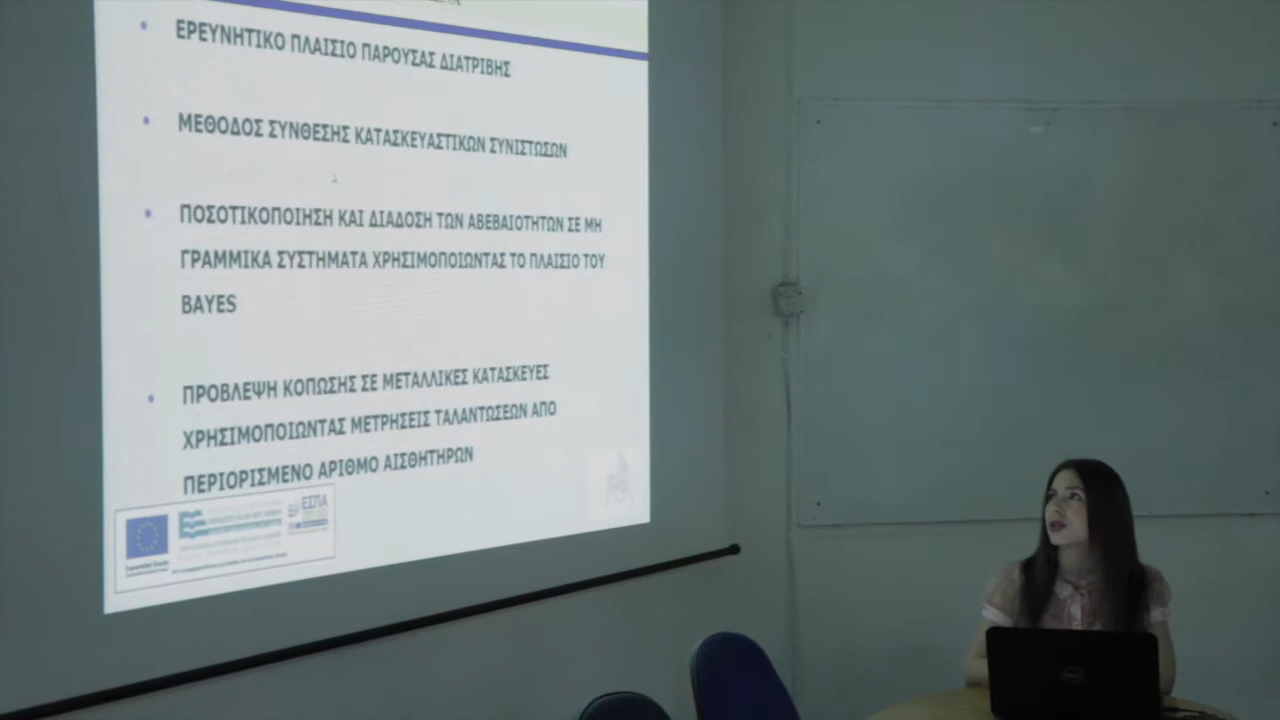 ΕΡΕΥΝΗΤΙΚΟ ΠΛΑΙΣΙΟ ΠΑΡΟΥΣΑΣ ΔΙΑΤΡΙΒΗΣ
ΜΕΘΟΔΟΣ ΣΥΝΘΕΣΗΣ ΚΑΤΑΣΚΕΥΑΣΤΙΚΩΝ ΣΥΝΙΣΤΩΣΩΝ
ΠΟΣΟΤΙΚΟΠΟΙΗΣΗ ΚΑΙ ΔΙΑΔΟΣΗ ΤΩΝ ΑΒΕΒΑΙΟΤΗΤΩΝ ΣΕ ΜΗ
ΓΡΑΜΜΙΚΑ ΣΥΣΤΗΜΑΤΑ ΧΡΗΣΙΜΟΠΟΙΩΝΤΑΣ ΤΟ ΠΛΑΙΣΙΟ ΤΟΥ
BAYES
ΠΡΟΒΛΕΨΗ ΚΟΠΩΣΗΣ ΣΕ ΜΕΤΑΛΛΙΚΕΣ ΚΑΤΑΣΚΕΥΕΣ
ΧΡΗΣΙΜΟΠΟΙΩΝΤΑΣ ΜΕΤΡΗΣΕΙΣ ΤΑΛΑΝΤΩΣΕΩΝ ΑΠΟ
ΠΕΡΙΟΡΙΣΜΕΝΟ ΑΡΙΘΜΟ ΑΙΣΘΗΤΗΡΩΝ
ΕΣΠΑ